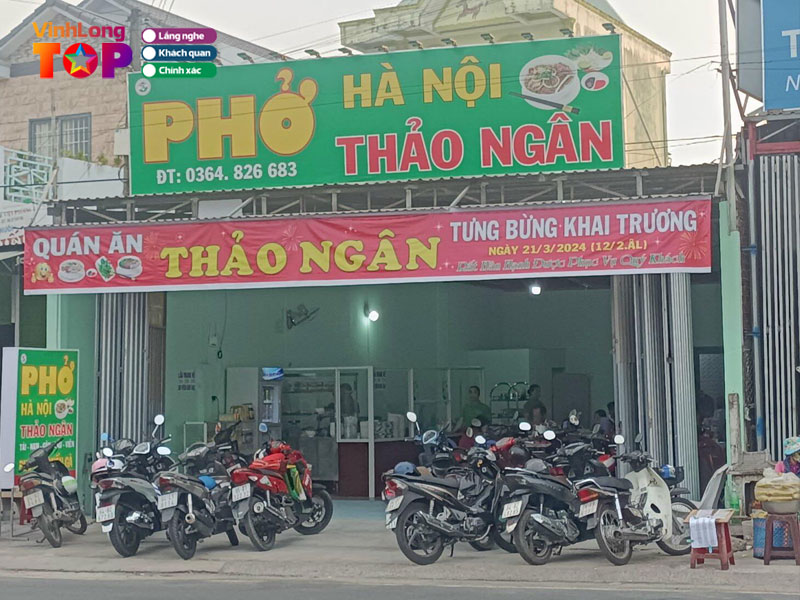 VinhLong
TOP
Lắng nghe
Khách quan
Chính xác
PHỞ HÀ NỘI
THẢO NGÂN
ĐT: 0364. 826 683
QUÁN ĂN
THẢO NGÂN
TƯNG BỪNG KHAI TRƯƠNG
NGÀY 21/3/2024 (12/2.ÂL)
Rất Hân Hạnh Được Phục Vụ Quý Khách
PHỞ
HÀ NỘI
THẢO NGÂN